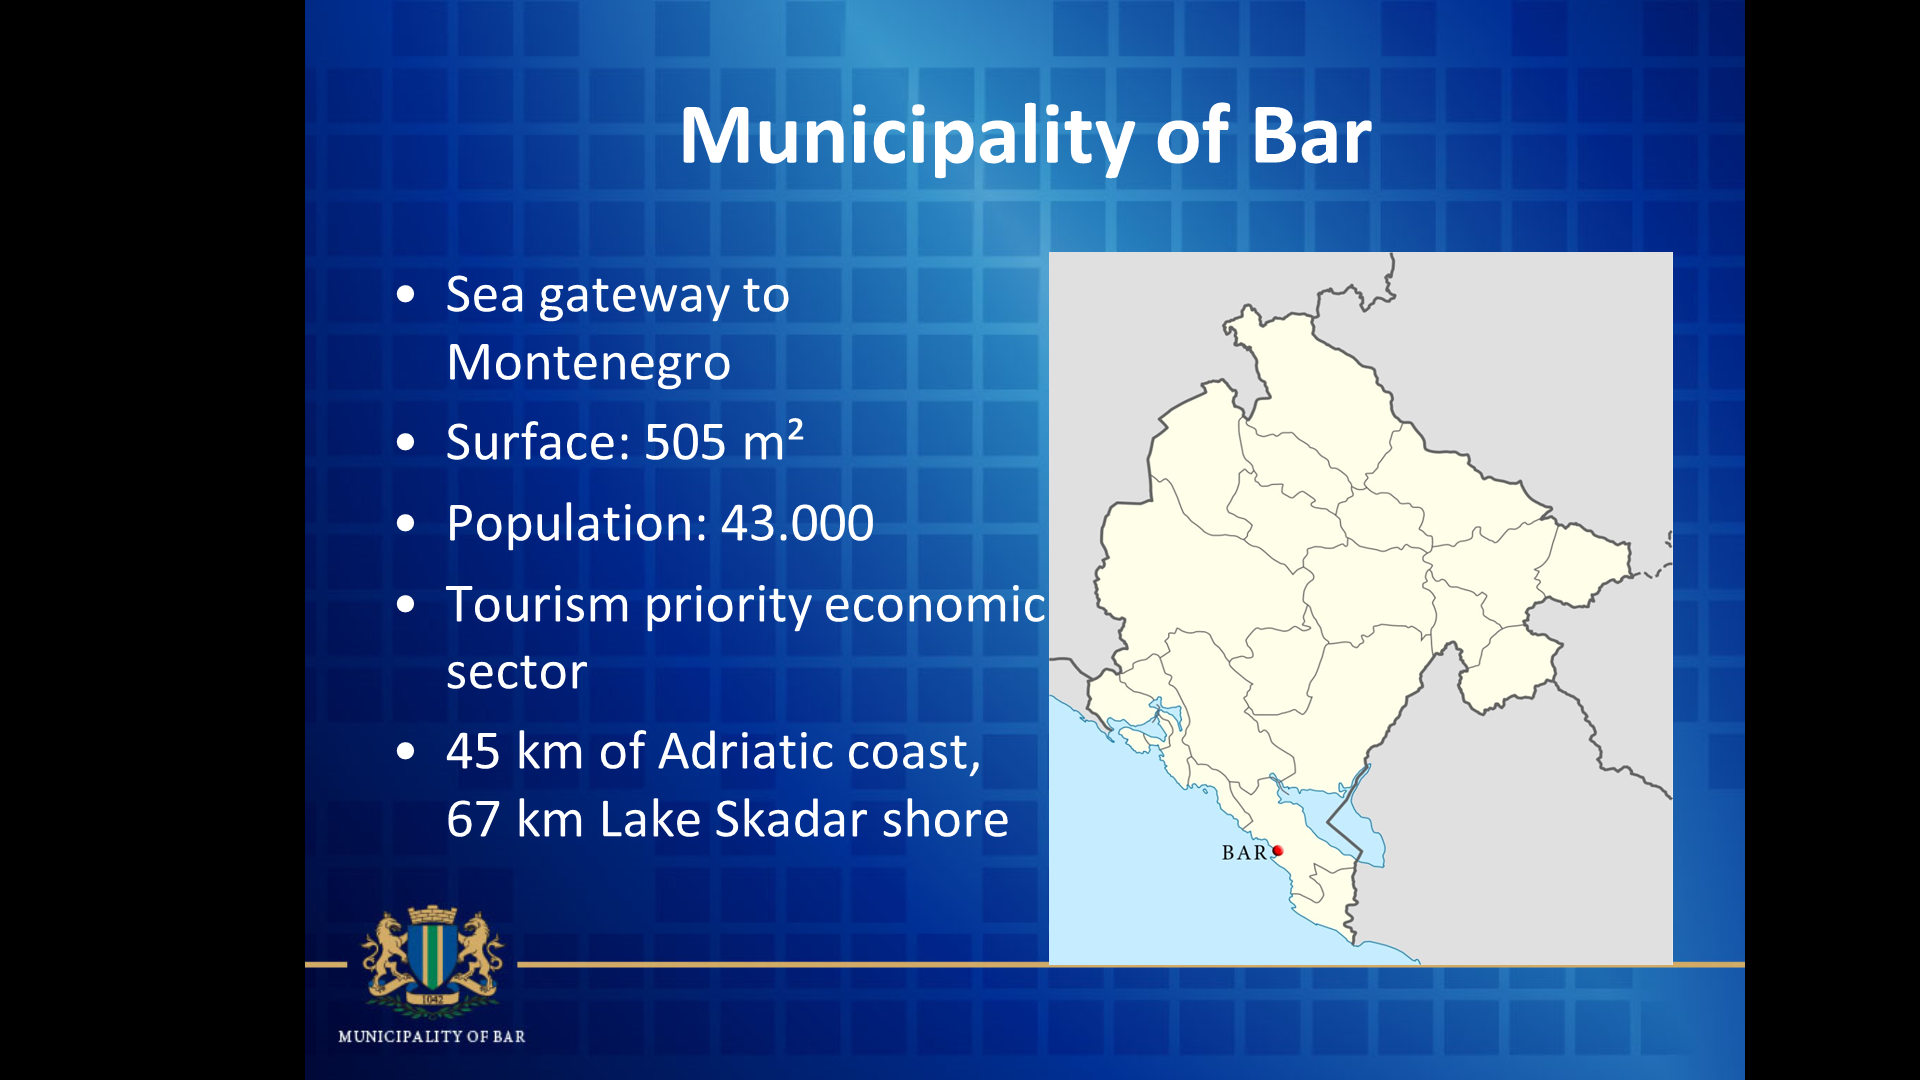 Municipality of Bar
• Sea gateway to
Montenegro
• Surface: 505 m²
• Population: 43.000
• Tourism priority economic
sector
• 45 km of Adriatic coast,
67 km Lake Skadar shore
BAR
1042
MUNICIPALITY OF BAR